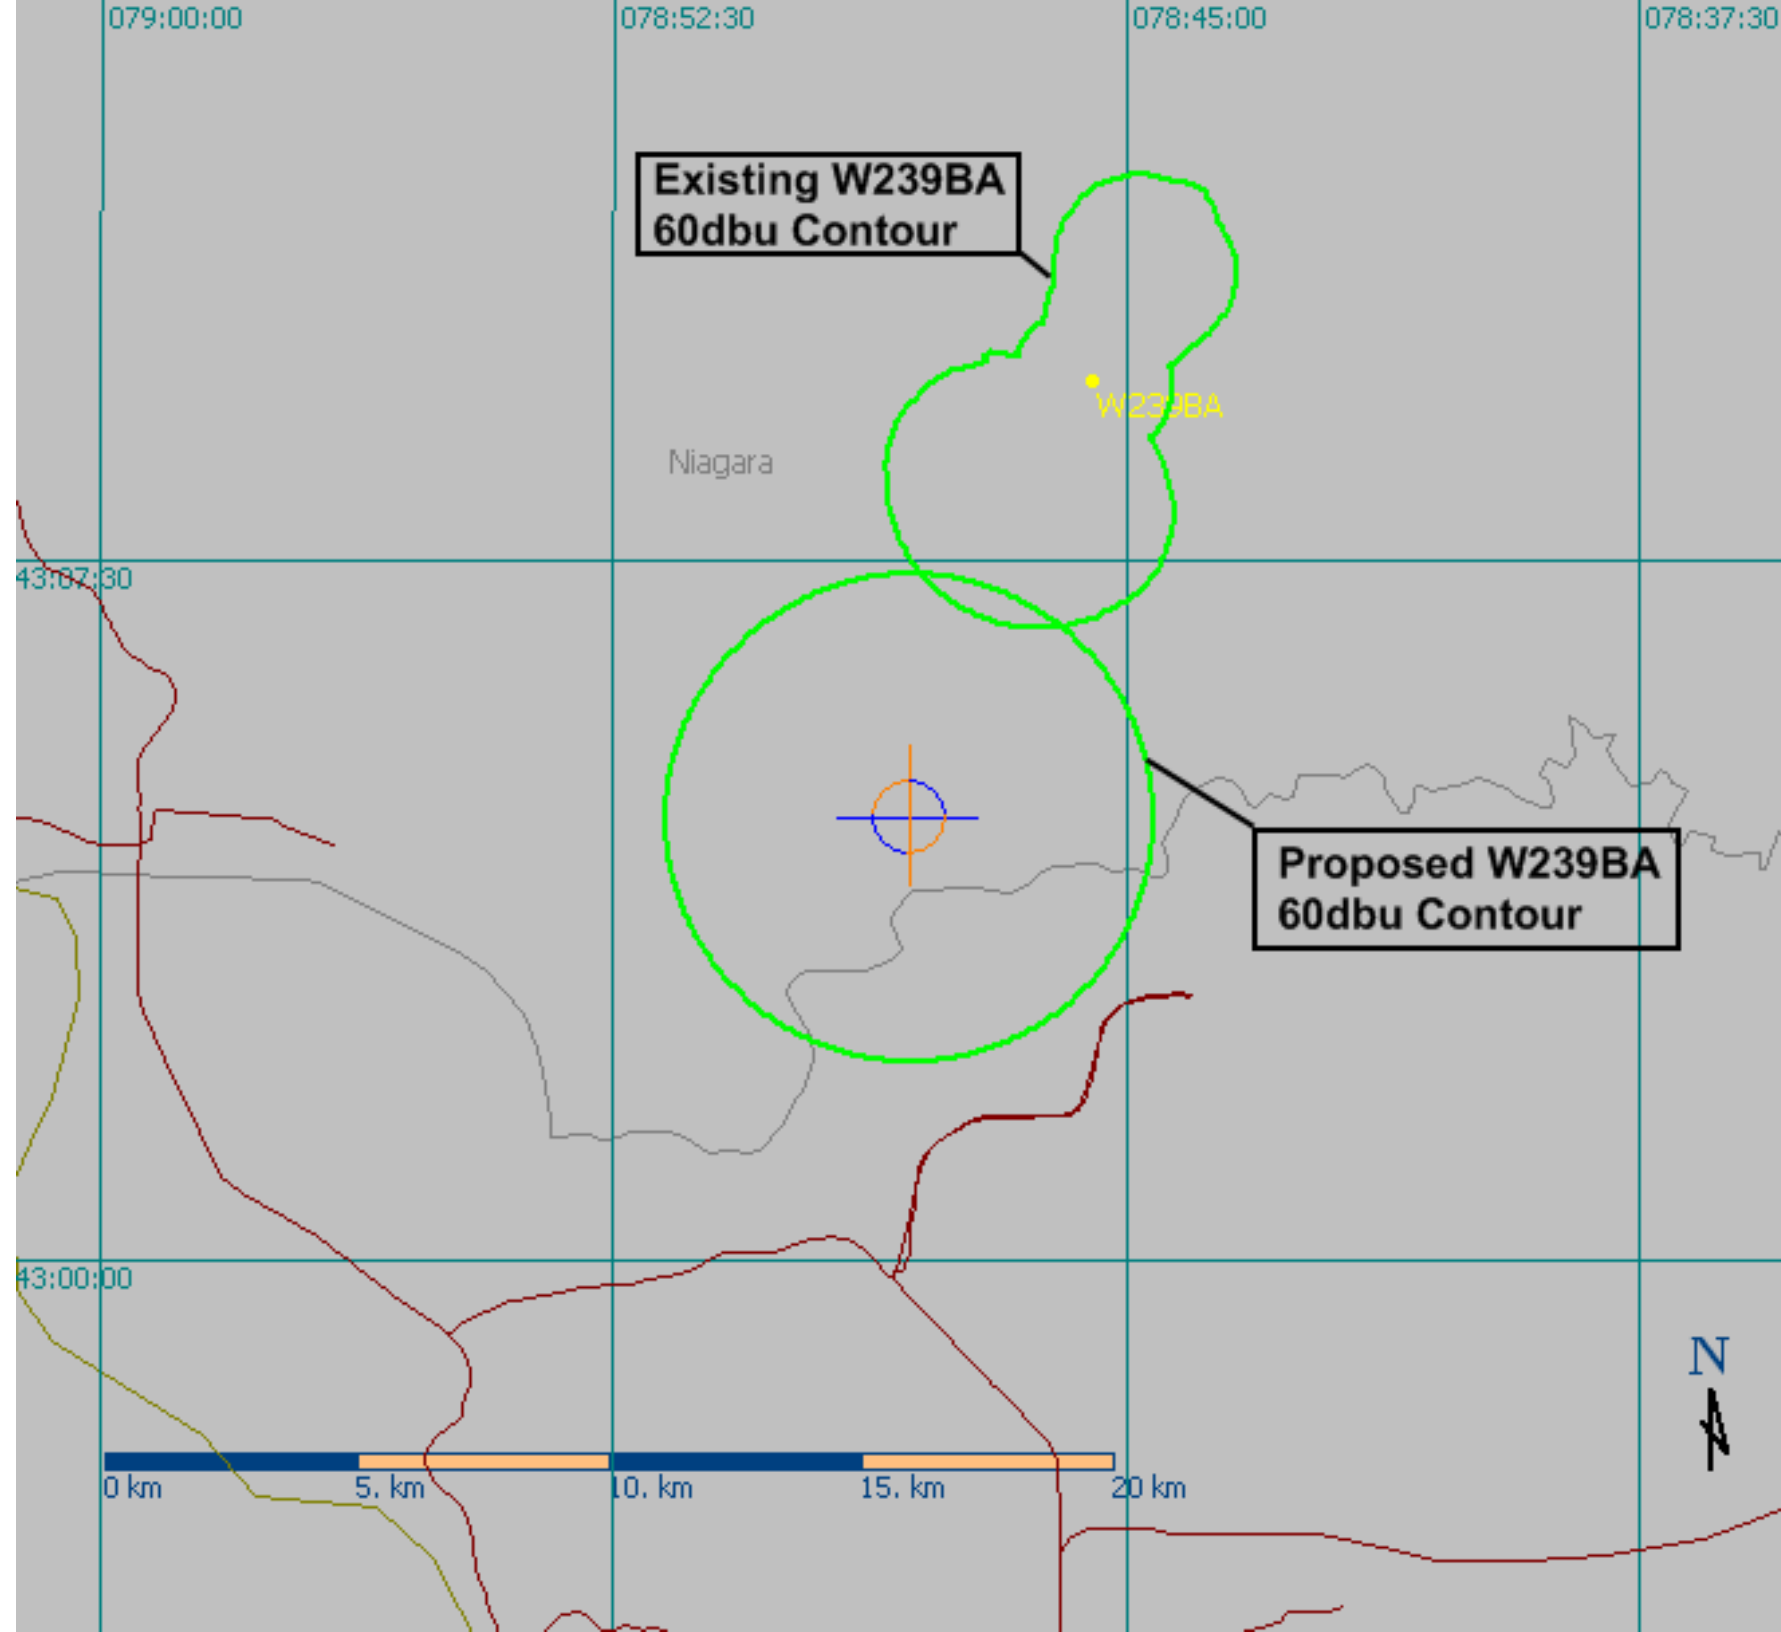 079:00:00
078:52:30
078:45:00
078:37:30
Existing W239BA
60dbu Contour
W239BA
Niagara
43:07:30
Proposed W239BA
60dbu Contour
43:00:00
N
0 km
5. km
10. km
15. km
20 km